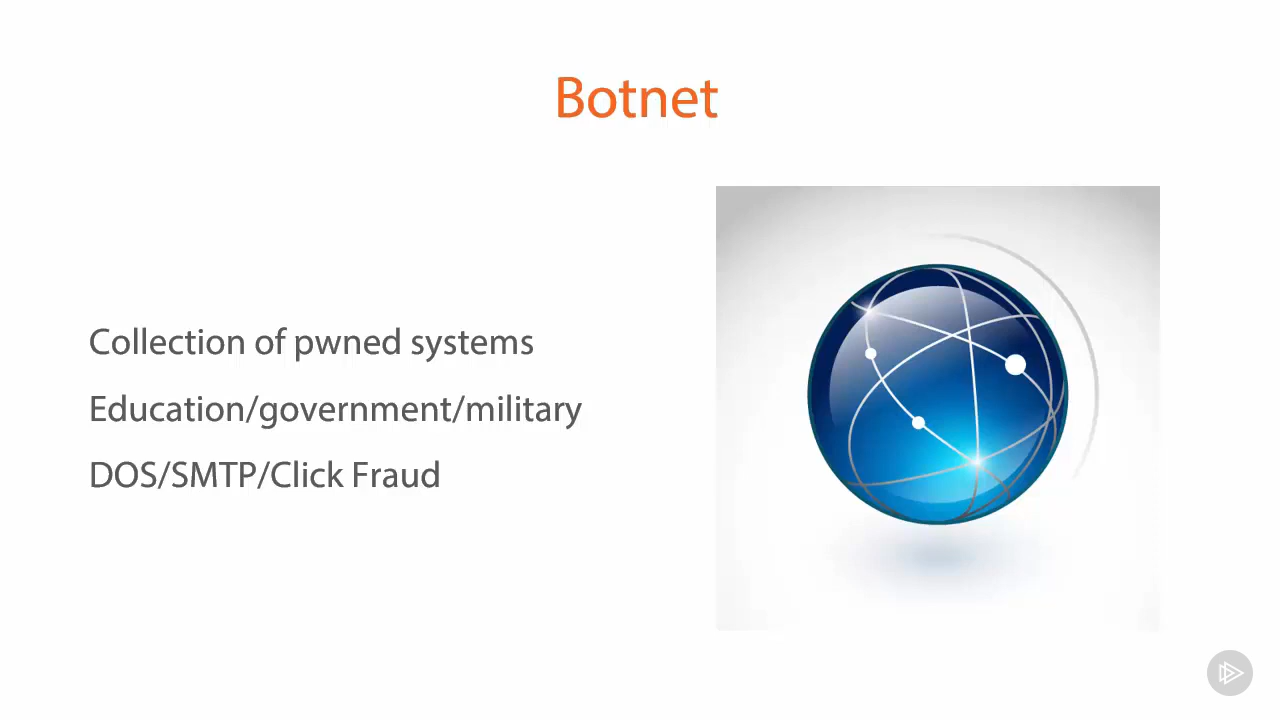 Botnet
Collection of pwned systems
Education/government/military
DOS/SMTP/Click Fraud